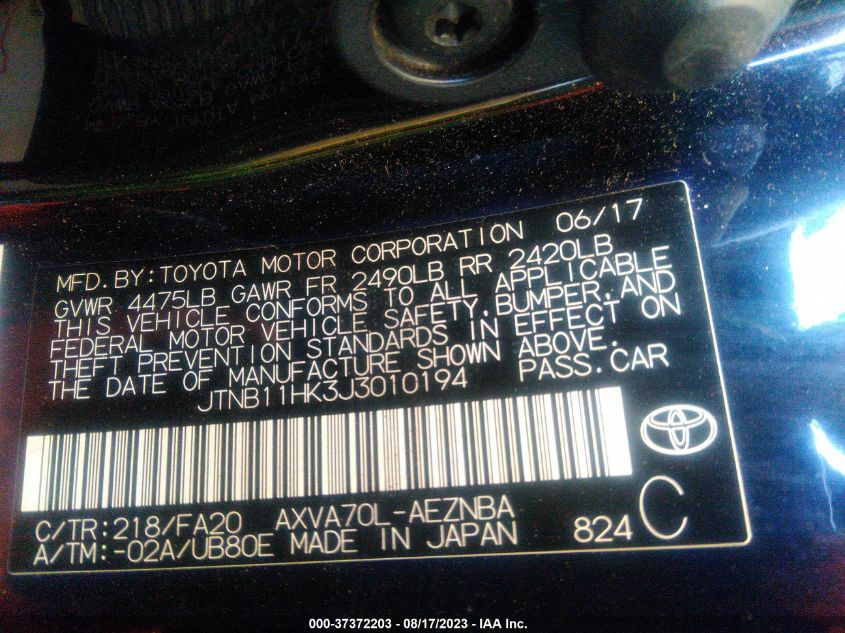 MFD. BY: TOYOTA MOTOR CORPORATION 06/17
GVWR 4475LB GAWR FR 2490LB RR 2420LB
THIS VEHICLE CONFORMS TO ALL APPLICABLE
FEDERAL MOTOR VEHICLE SAFETY, BUMPER, AND
THEFT PREVENTION STANDARDS IN EFFECT ON
THE DATE OF MANUFACTURE SHOWN ABOVE.
JTNB11HK3J3010194 PASS. CAR
C/TR: 218/FA20 AXVA70L-AEZNBA
A/TM: -02A/UB80E MADE IN JAPAN 824 C
000-37372203 - 08/17/2023 - IAA Inc.